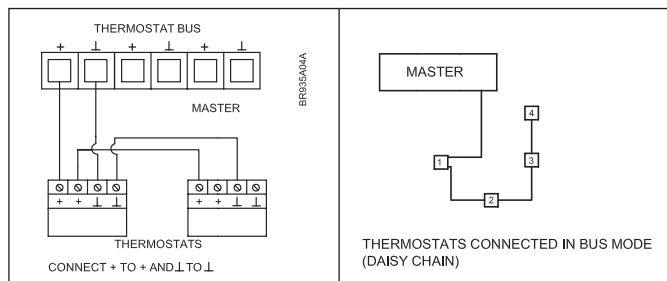 THERMOSTAT BUS
+ ⊥ + ⊥ + ⊥
BR935A04A
MASTER
+ + ⊥ ⊥ + + ⊥ ⊥
THERMOSTATS
CONNECT + TO + AND ⊥ TO ⊥
MASTER
4
1
3
2
THERMOSTATS CONNECTED IN BUS MODE
(DAISY CHAIN)